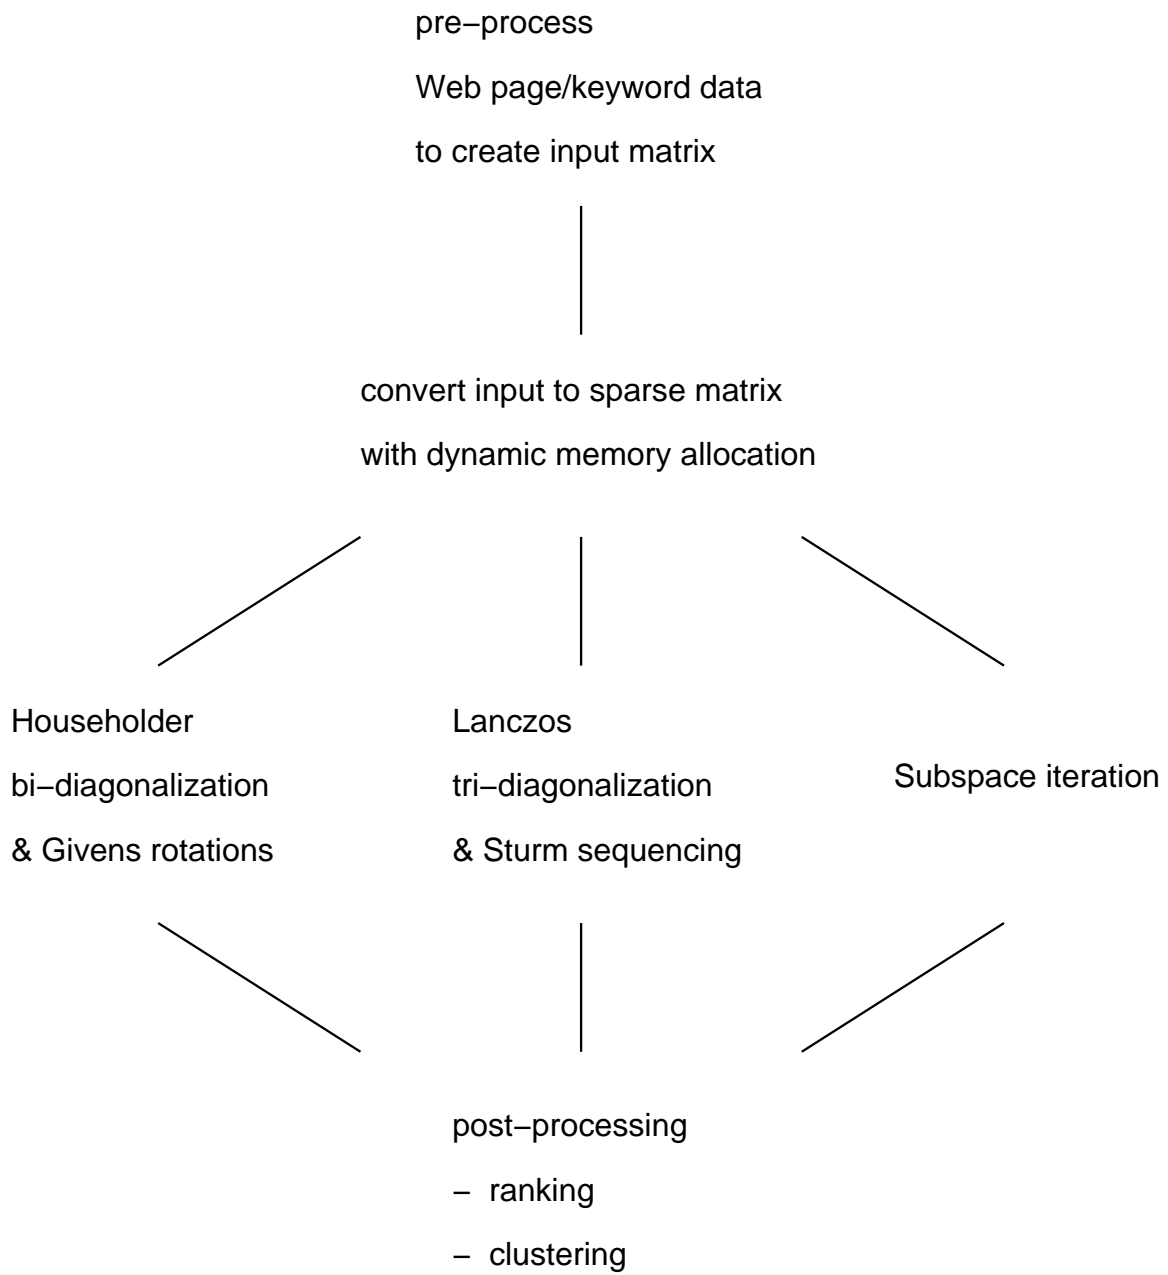 pre−process
Web page/keyword data
to create input matrix
convert input to sparse matrix
with dynamic memory allocation
Householder
bi−diagonalization
& Givens rotations
Lanczos
tri−diagonalization
& Sturm sequencing
Subspace iteration
post−processing
− ranking
− clustering